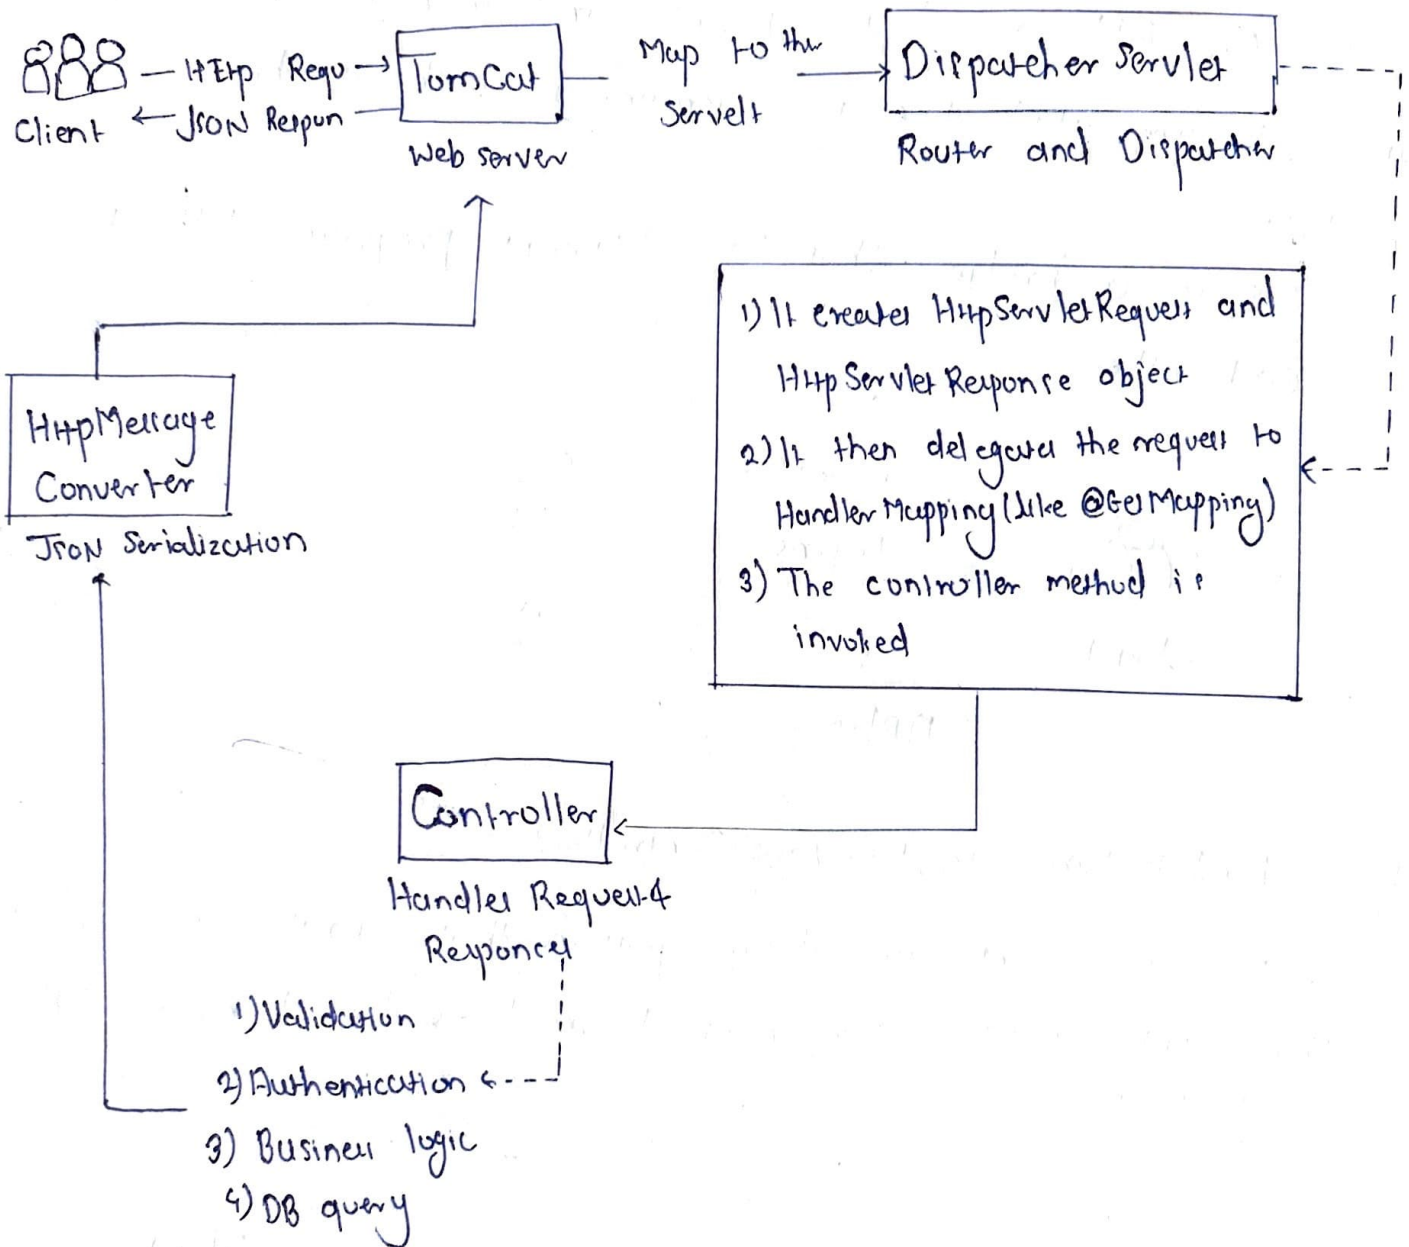 HTTP Requ
JSON Respon
Client
TomCat
Web server
Map to the
Servelt
Dispatcher Servlet
Router and Dispatcher
1) It creates HttpServletRequest and
HttpServletResponse object
2) It then delegates the request to
HandlerMapping (like @GetMapping)
3) The controller method is
invoked
HttpMessage
Converter
JSON Serialization
Controller
Handles Request &
Responces
1) Validation
2) Authentication
3) Business logic
4) DB query